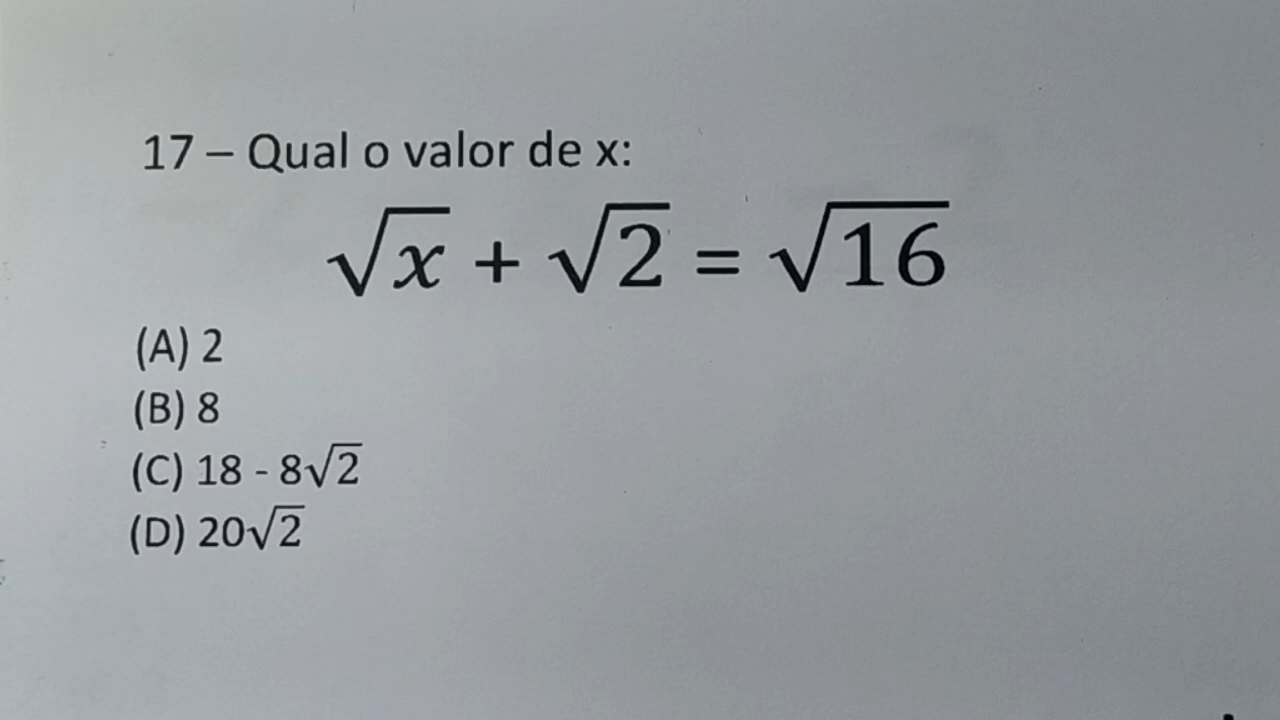 17 – Qual o valor de x:
√x + √2 = √16
(A) 2
(B) 8
(C) 18 - 8√2
(D) 20√2